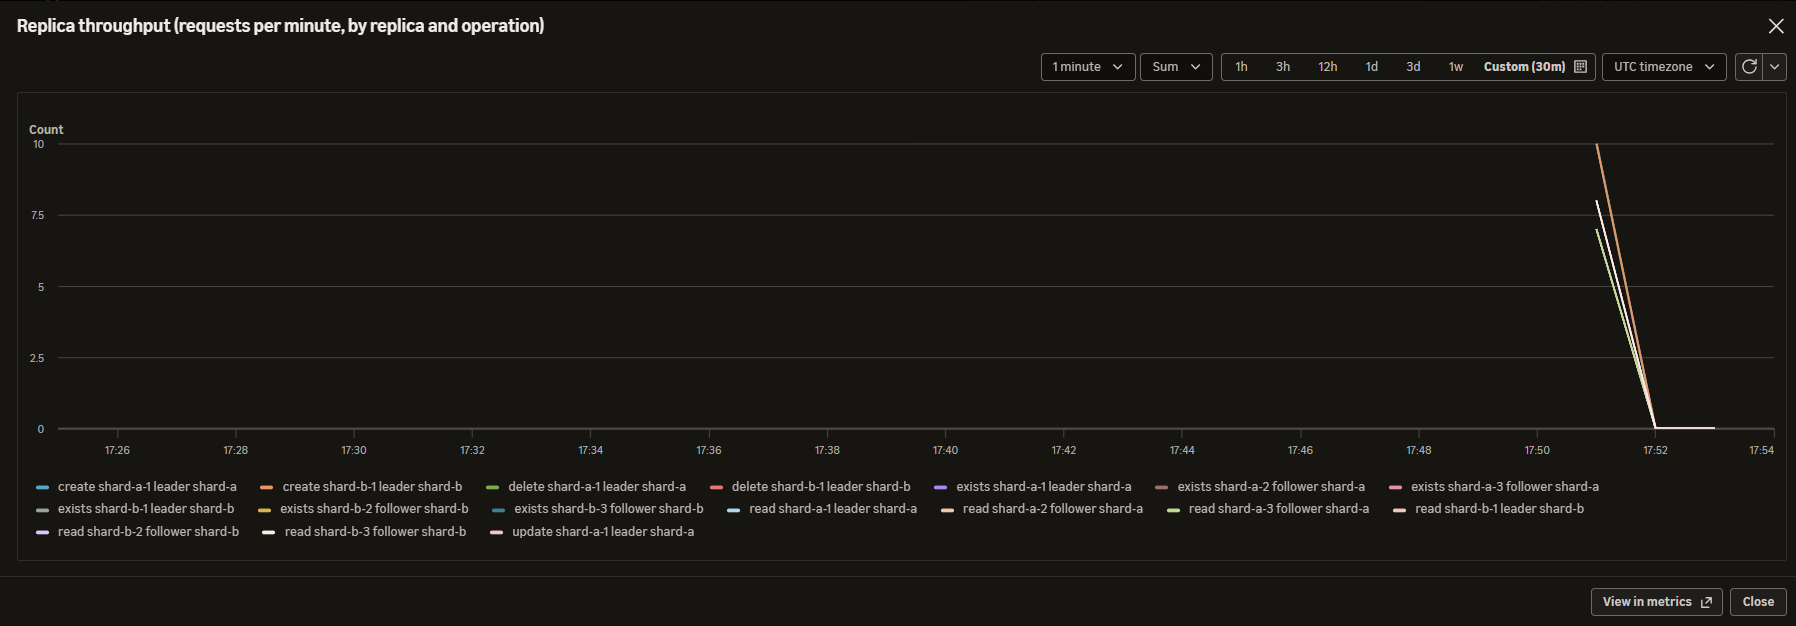 Replica throughput (requests per minute, by replica and operation)
1 minute Sum 1h 3h 12h 1d 3d 1w Custom (30m) UTC timezone
Count
10
7.5
5
2.5
0
17:26 17:28 17:30 17:32 17:34 17:36 17:38 17:40 17:42 17:44 17:46 17:48 17:50 17:52 17:54
create shard-a-1 leader shard-a create shard-b-1 leader shard-b delete shard-a-1 leader shard-a delete shard-b-1 leader shard-b exists shard-a-1 leader shard-a exists shard-a-2 follower shard-a exists shard-a-3 follower shard-a
exists shard-b-1 leader shard-b exists shard-b-2 follower shard-b exists shard-b-3 follower shard-b read shard-a-1 leader shard-a read shard-a-2 follower shard-a read shard-a-3 follower shard-a read shard-b-1 leader shard-b
read shard-b-2 follower shard-b read shard-b-3 follower shard-b update shard-a-1 leader shard-a
View in metrics Close